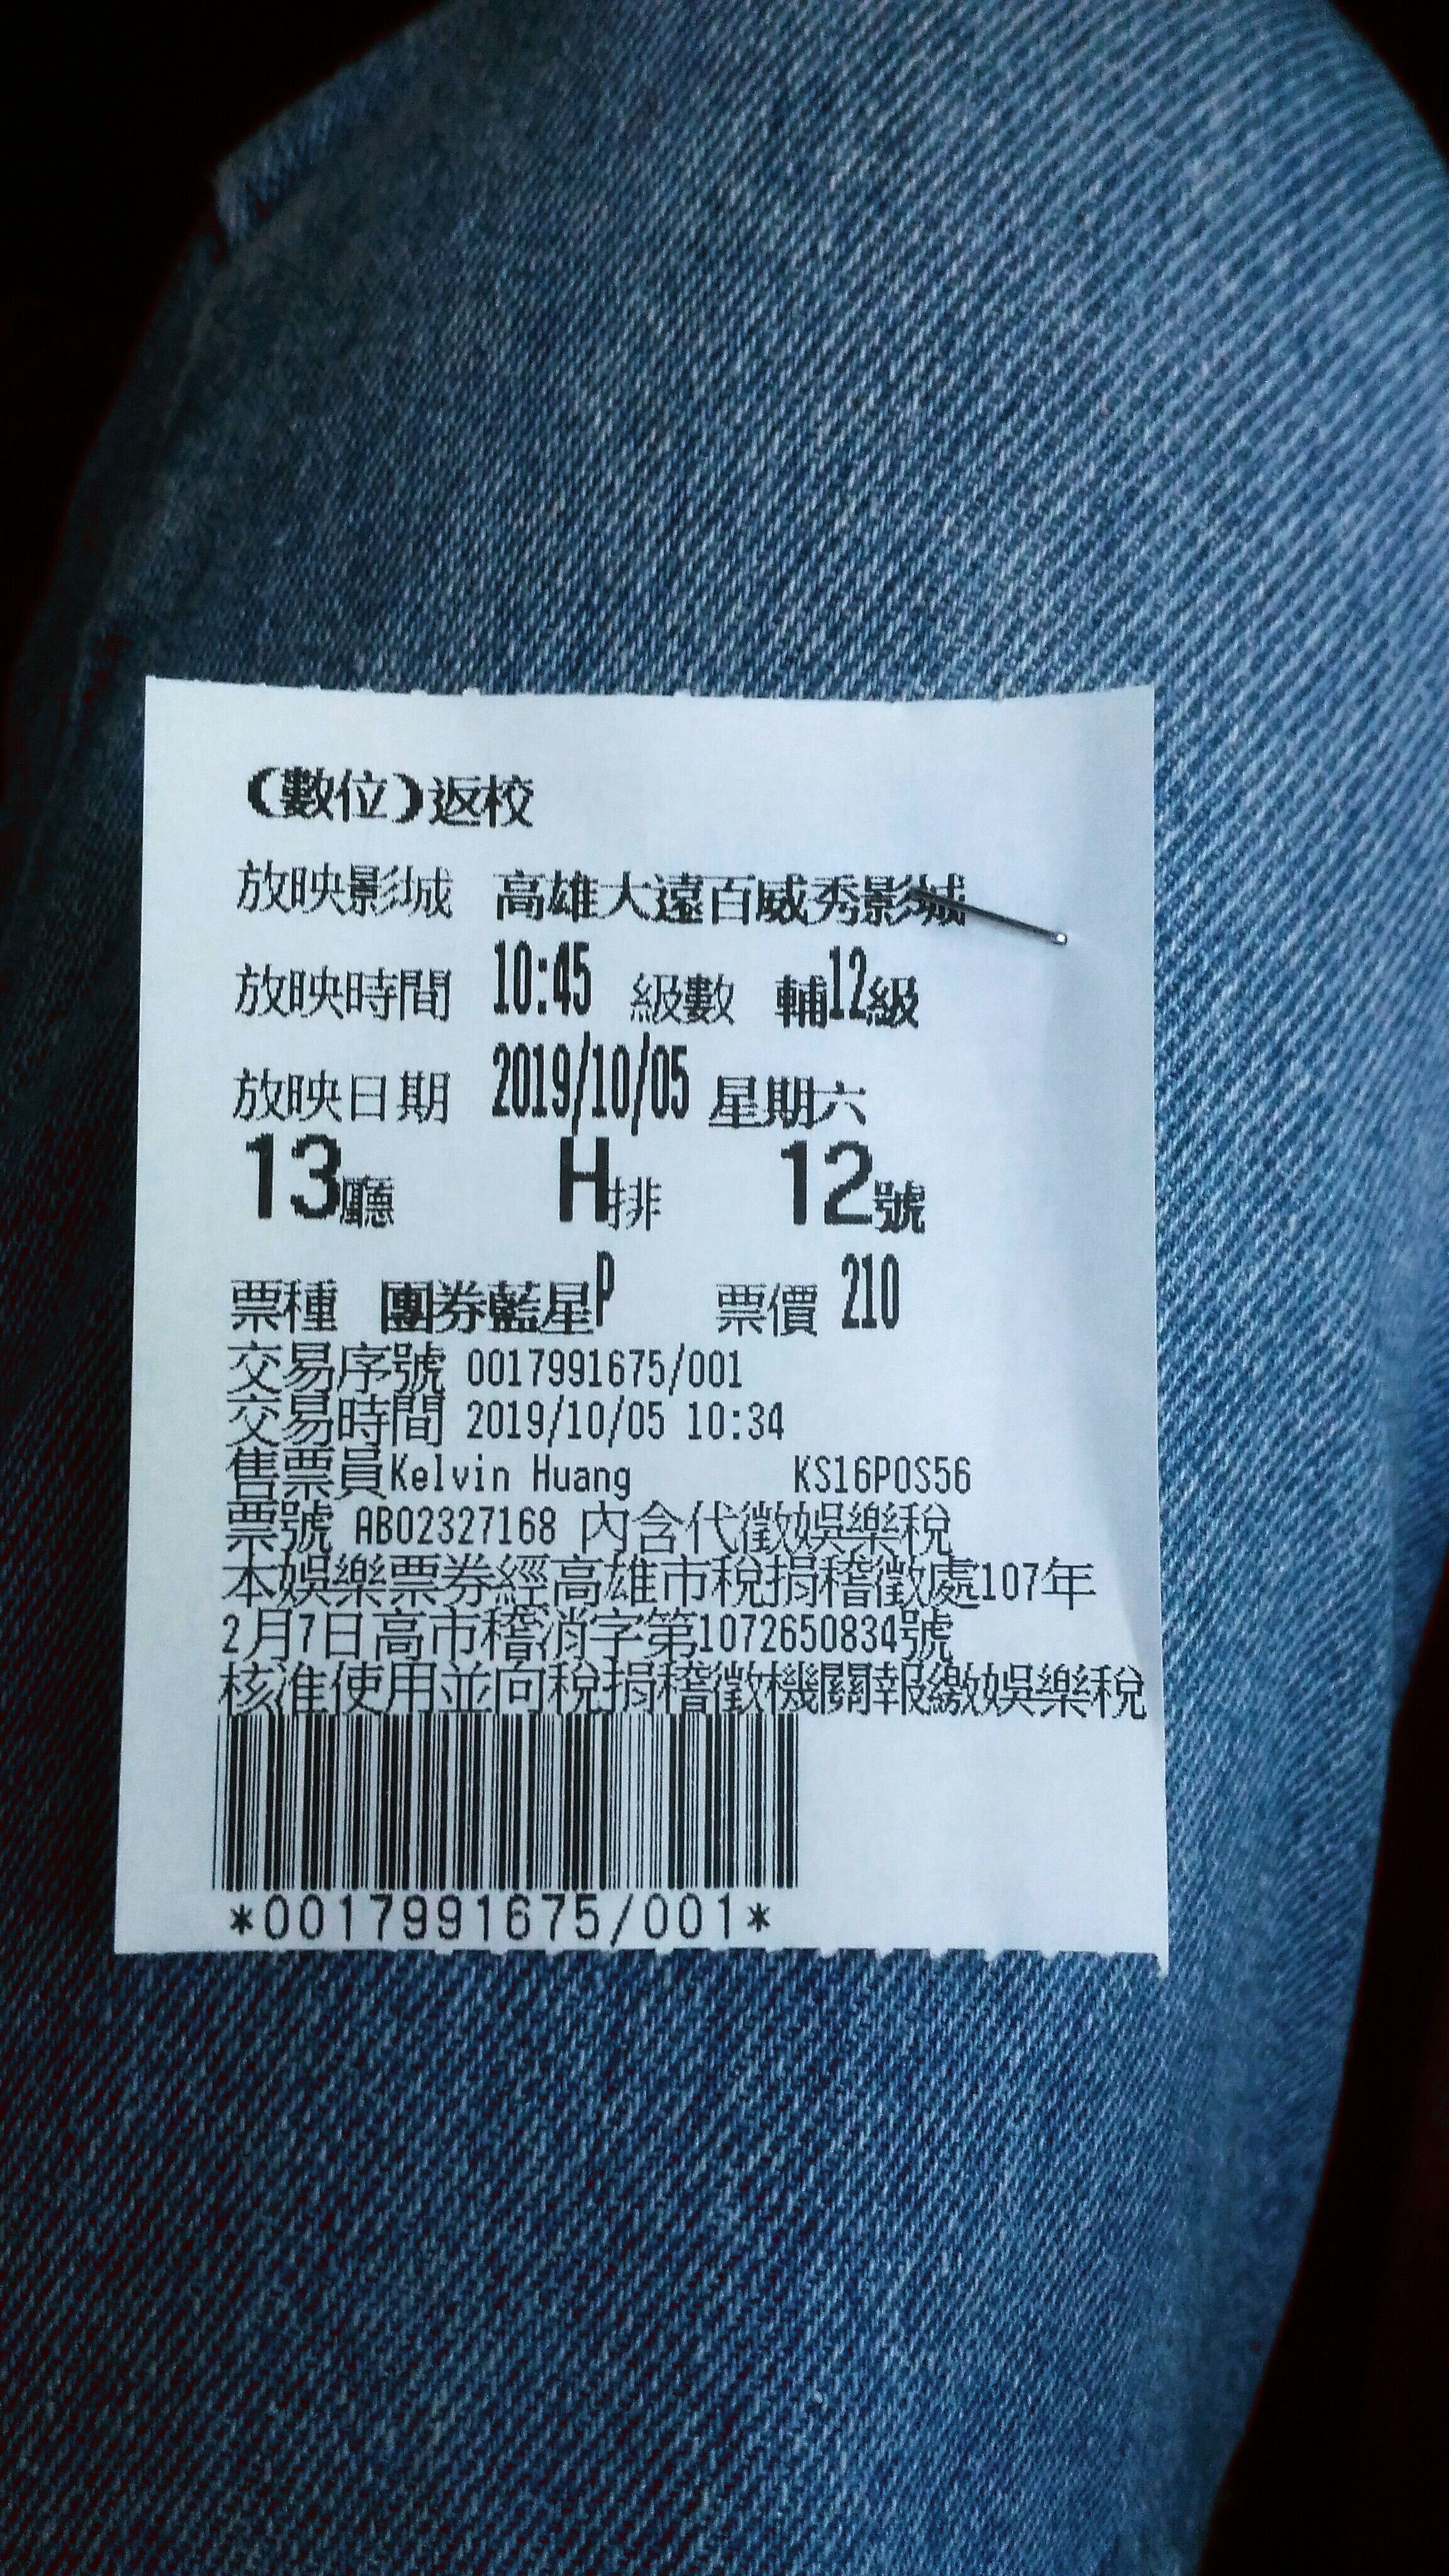 (數位)返校
放映影城 高雄大遠百威秀影城
放映時間 10:45 級數 輔12級
放映日期 2019/10/05 星期六
13廳 H排 12號
票種 團券藍星P 票價 210
交易序號 0017991675/001
交易時間 2019/10/05 10:34
售票員Kelvin Huang KS16POS56
票號 AB02327168 內含代徵娛樂稅
本娛樂票券經高雄市稅捐稽徵處107年
2月7日高市稽消字第1072650834號
核准使用並向稅捐稽徵機關報繳娛樂稅
*0017991675/001*